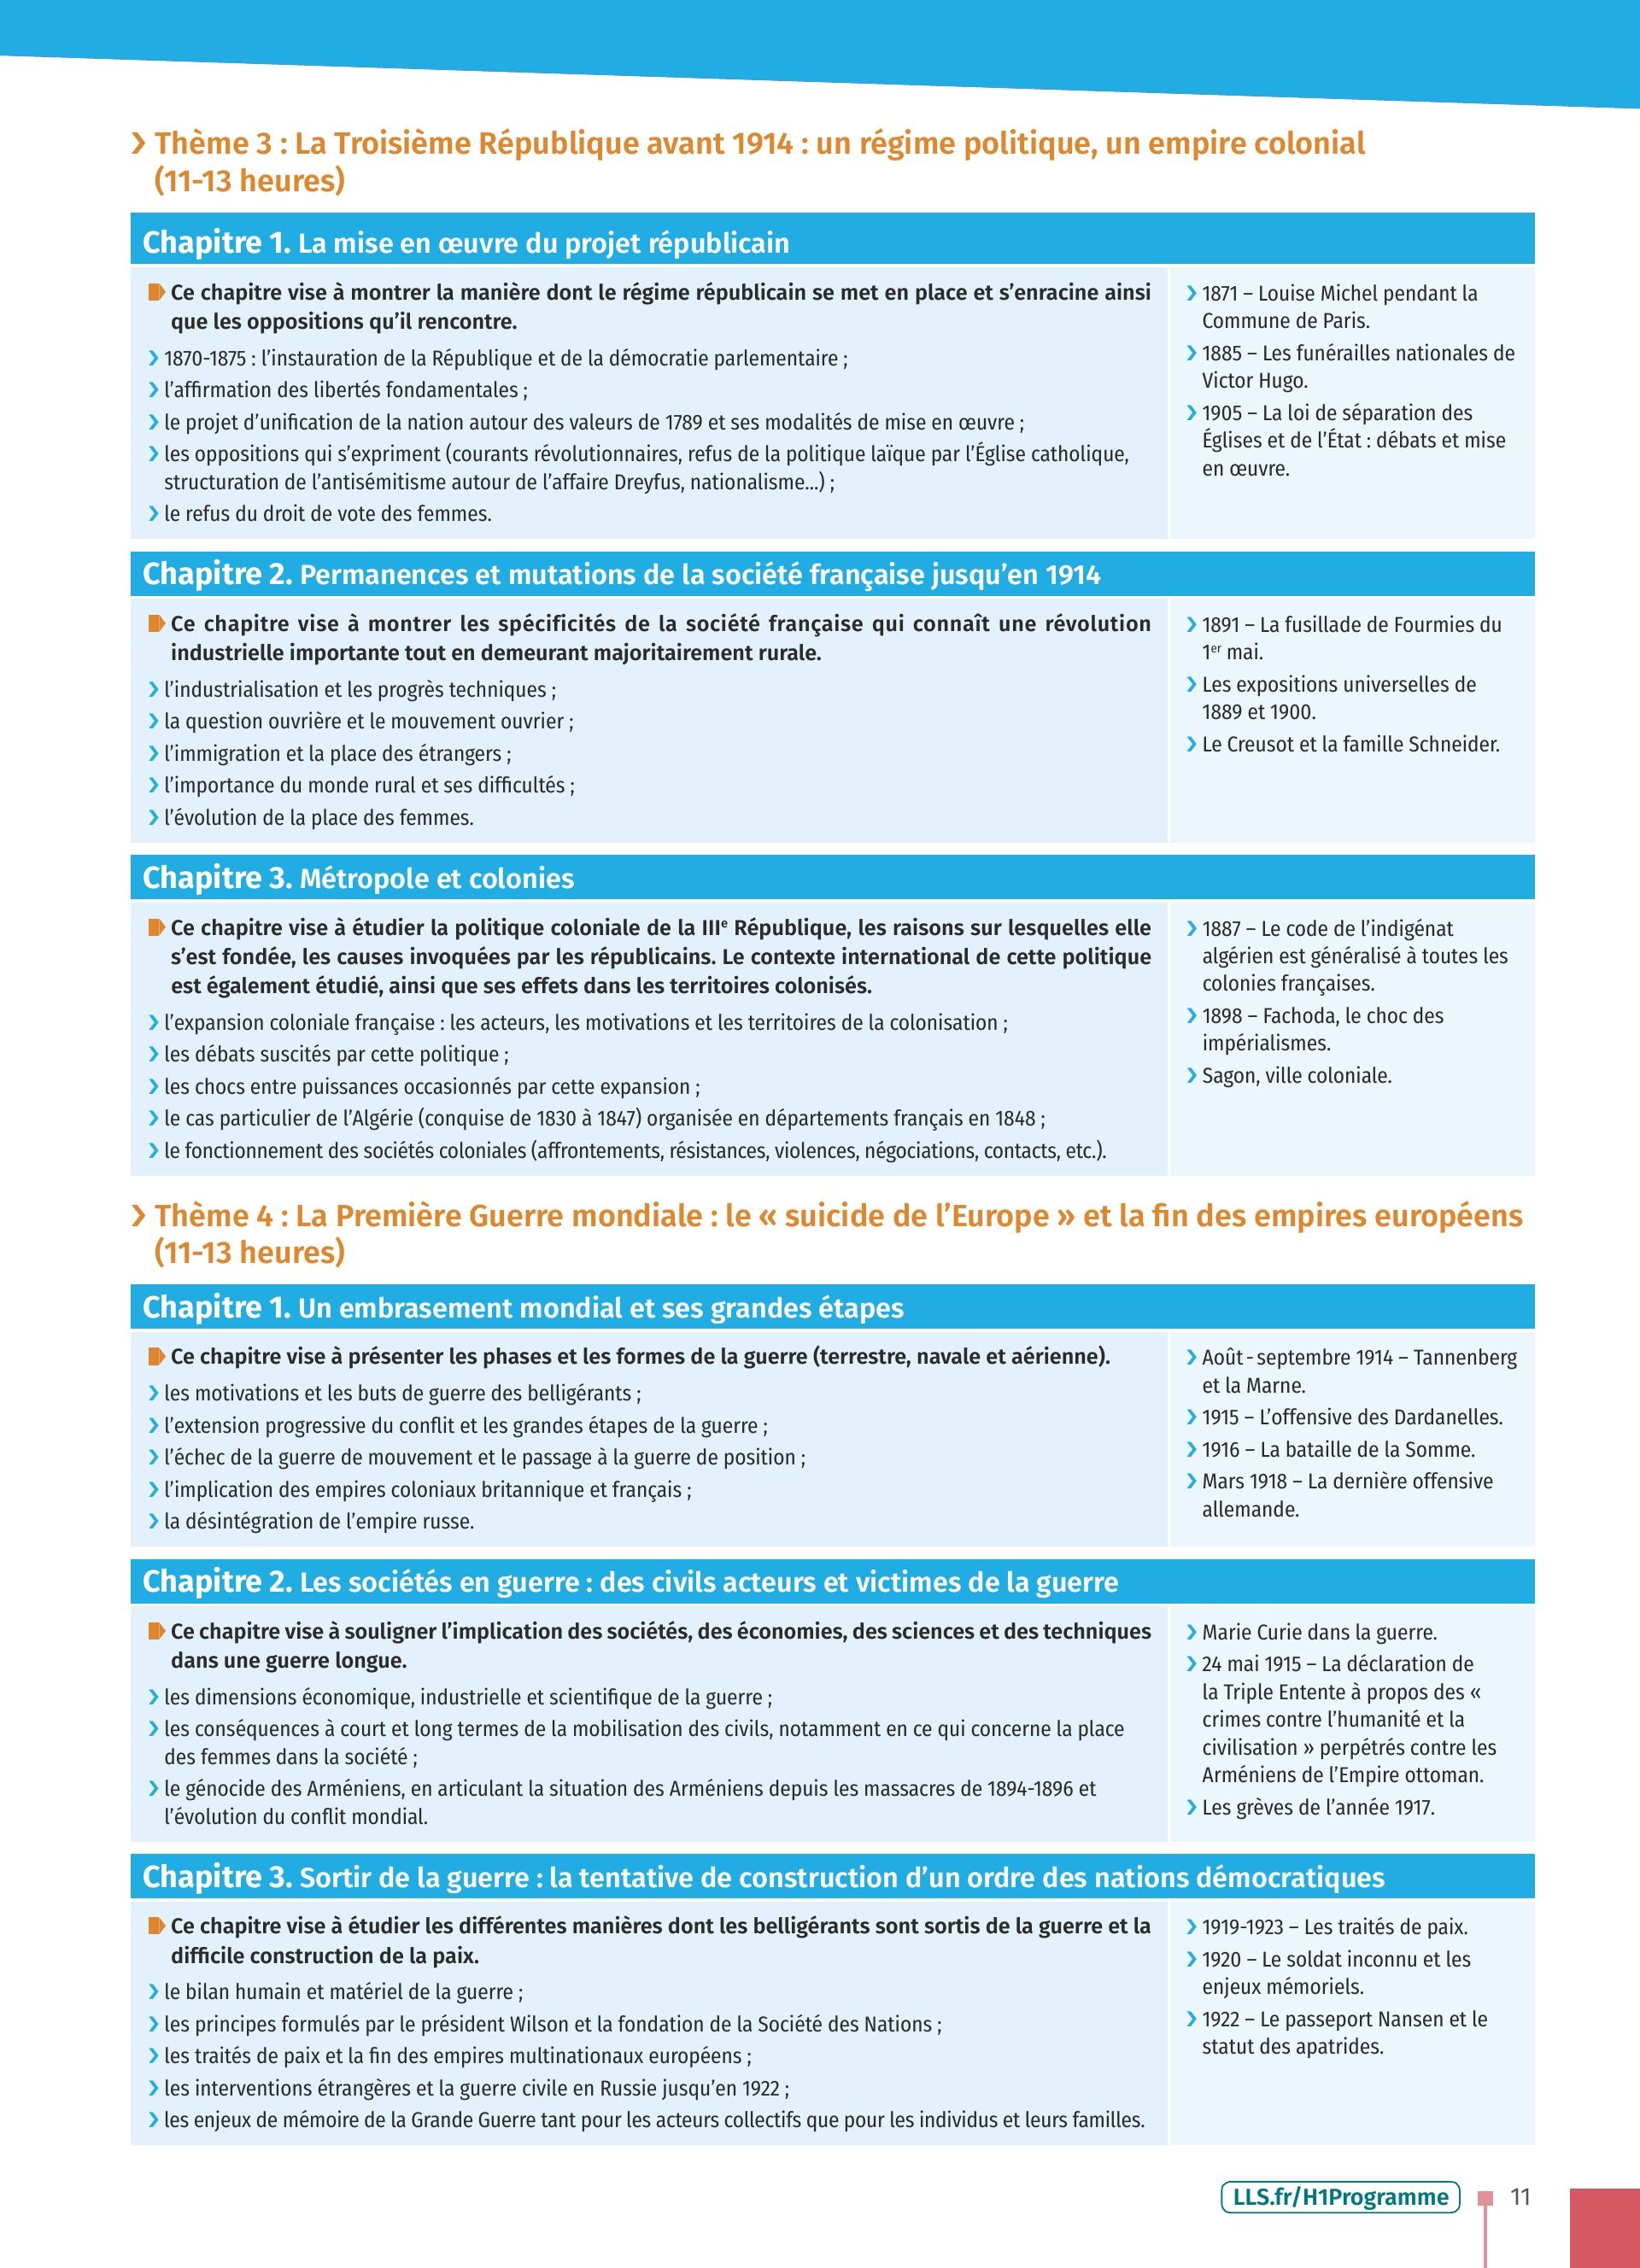 ❯ Thème 3 : La Troisième République avant 1914 : un régime politique, un empire colonial
(11-13 heures)
Chapitre 1. La mise en œuvre du projet républicain
Ce chapitre vise à montrer la manière dont le régime républicain se met en place et s’enracine ainsi
que les oppositions qu’il rencontre.
❯ 1870-1875 : l’instauration de la République et de la démocratie parlementaire ;
❯ l’affirmation des libertés fondamentales ;
❯ le projet d’unification de la nation autour des valeurs de 1789 et ses modalités de mise en œuvre ;
❯ les oppositions qui s’expriment (courants révolutionnaires, refus de la politique laïque par l’Église catholique,
structuration de l’antisémitisme autour de l’affaire Dreyfus, nationalisme…) ;
❯ le refus du droit de vote des femmes.
❯ 1871 – Louise Michel pendant la
Commune de Paris.
❯ 1885 – Les funérailles nationales de
Victor Hugo.
❯ 1905 – La loi de séparation des
Églises et de l’État : débats et mise
en œuvre.
Chapitre 2. Permanences et mutations de la société française jusqu’en 1914
Ce chapitre vise à montrer les spécificités de la société française qui connaît une révolution
industrielle importante tout en demeurant majoritairement rurale.
❯ l’industrialisation et les progrès techniques ;
❯ la question ouvrière et le mouvement ouvrier ;
❯ l’immigration et la place des étrangers ;
❯ l’importance du monde rural et ses difficultés ;
❯ l’évolution de la place des femmes.
❯ 1891 – La fusillade de Fourmies du
1er mai.
❯ Les expositions universelles de
1889 et 1900.
❯ Le Creusot et la famille Schneider.
Chapitre 3. Métropole et colonies
Ce chapitre vise à étudier la politique coloniale de la IIIe République, les raisons sur lesquelles elle
s’est fondée, les causes invoquées par les républicains. Le contexte international de cette politique
est également étudié, ainsi que ses effets dans les territoires colonisés.
❯ l’expansion coloniale française : les acteurs, les motivations et les territoires de la colonisation ;
❯ les débats suscités par cette politique ;
❯ les chocs entre puissances occasionnés par cette expansion ;
❯ le cas particulier de l’Algérie (conquise de 1830 à 1847) organisée en départements français en 1848 ;
❯ le fonctionnement des sociétés coloniales (affrontements, résistances, violences, négociations, contacts, etc.).
❯ 1887 – Le code de l’indigénat
algérien est généralisé à toutes les
colonies françaises.
❯ 1898 – Fachoda, le choc des
impérialismes.
❯ Sagon, ville coloniale.
❯ Thème 4 : La Première Guerre mondiale : le « suicide de l’Europe » et la fin des empires européens
(11-13 heures)
Chapitre 1. Un embrasement mondial et ses grandes étapes
Ce chapitre vise à présenter les phases et les formes de la guerre (terrestre, navale et aérienne).
❯ les motivations et les buts de guerre des belligérants ;
❯ l’extension progressive du conflit et les grandes étapes de la guerre ;
❯ l’échec de la guerre de mouvement et le passage à la guerre de position ;
❯ l’implication des empires coloniaux britannique et français ;
❯ la désintégration de l’empire russe.
❯ Août - septembre 1914 – Tannenberg
et la Marne.
❯ 1915 – L’offensive des Dardanelles.
❯ 1916 – La bataille de la Somme.
❯ Mars 1918 – La dernière offensive
allemande.
Chapitre 2. Les sociétés en guerre : des civils acteurs et victimes de la guerre
Ce chapitre vise à souligner l’implication des sociétés, des économies, des sciences et des techniques
dans une guerre longue.
❯ les dimensions économique, industrielle et scientifique de la guerre ;
❯ les conséquences à court et long termes de la mobilisation des civils, notamment en ce qui concerne la place
des femmes dans la société ;
❯ le génocide des Arméniens, en articulant la situation des Arméniens depuis les massacres de 1894-1896 et
l’évolution du conflit mondial.
❯ Marie Curie dans la guerre.
❯ 24 mai 1915 – La déclaration de
la Triple Entente à propos des «
crimes contre l’humanité et la
civilisation » perpétrés contre les
Arméniens de l’Empire ottoman.
❯ Les grèves de l’année 1917.
Chapitre 3. Sortir de la guerre : la tentative de construction d’un ordre des nations démocratiques
Ce chapitre vise à étudier les différentes manières dont les belligérants sont sortis de la guerre et la
difficile construction de la paix.
❯ le bilan humain et matériel de la guerre ;
❯ les principes formulés par le président Wilson et la fondation de la Société des Nations ;
❯ les traités de paix et la fin des empires multinationaux européens ;
❯ les interventions étrangères et la guerre civile en Russie jusqu’en 1922 ;
❯ les enjeux de mémoire de la Grande Guerre tant pour les acteurs collectifs que pour les individus et leurs familles.
❯ 1919-1923 – Les traités de paix.
❯ 1920 – Le soldat inconnu et les
enjeux mémoriels.
❯ 1922 – Le passeport Nansen et le
statut des apatrides.
LLS.fr/H1Programme
11